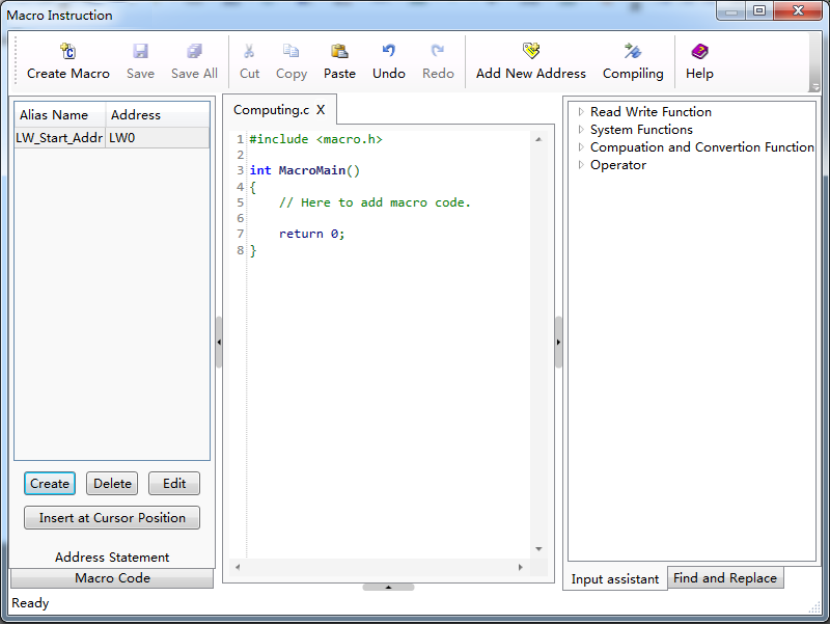 Macro Instruction
Create Macro Save Save All Cut Copy Paste Undo Redo Add New Address Compiling Help
Alias Name Address
LW_Start_Addr LW0
Computing.c X
1 #include <macro.h>
2
3 int MacroMain()
4 {
5     // Here to add macro code.
6
7     return 0;
8 }
Read Write Function
System Functions
Compuation and Convertion Function
Operator
Create Delete Edit
Insert at Cursor Position
Address Statement
Macro Code
Input assistant Find and Replace
Ready